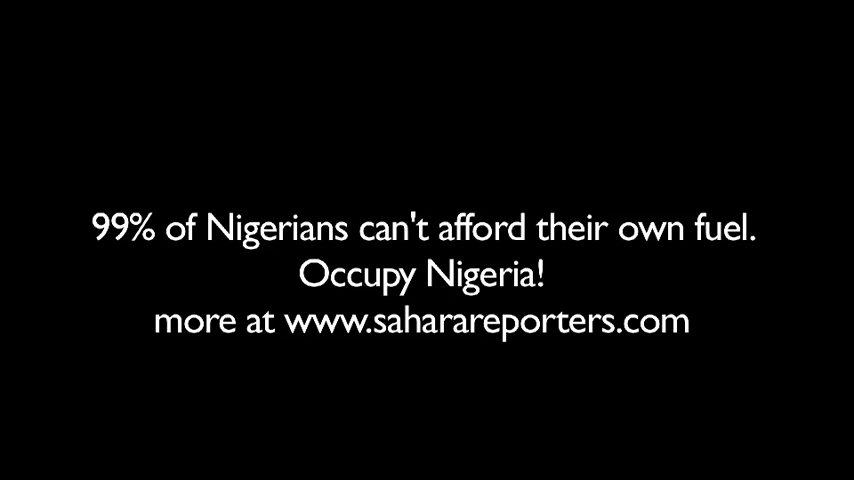 99% of Nigerians can't afford their own fuel.
Occupy Nigeria!
more at www.saharareporters.com